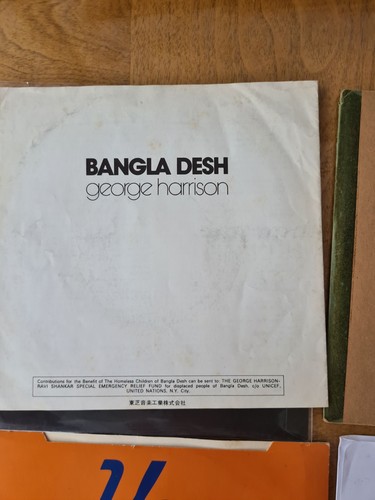 BANGLA DESH
george harrison
Contributions for the Benefit of The Homeless Children of Bangla Desh can be sent to: THE GEORGE HARRISON-
RAVI SHANKAR SPECIAL EMERGENCY RELIEF FUND for displaced people of Bangla Desh, c/o UNICEF,
UNITED NATIONS, N.Y. City.
東芝音楽工業株式会社